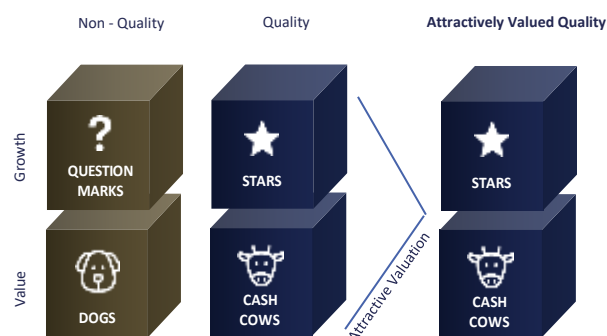 Non - Quality
Quality
Attractively Valued Quality
Growth
?
QUESTION
MARKS
STARS
STARS
Value
DOGS
CASH
COWS
Attractive Valuation
CASH
COWS